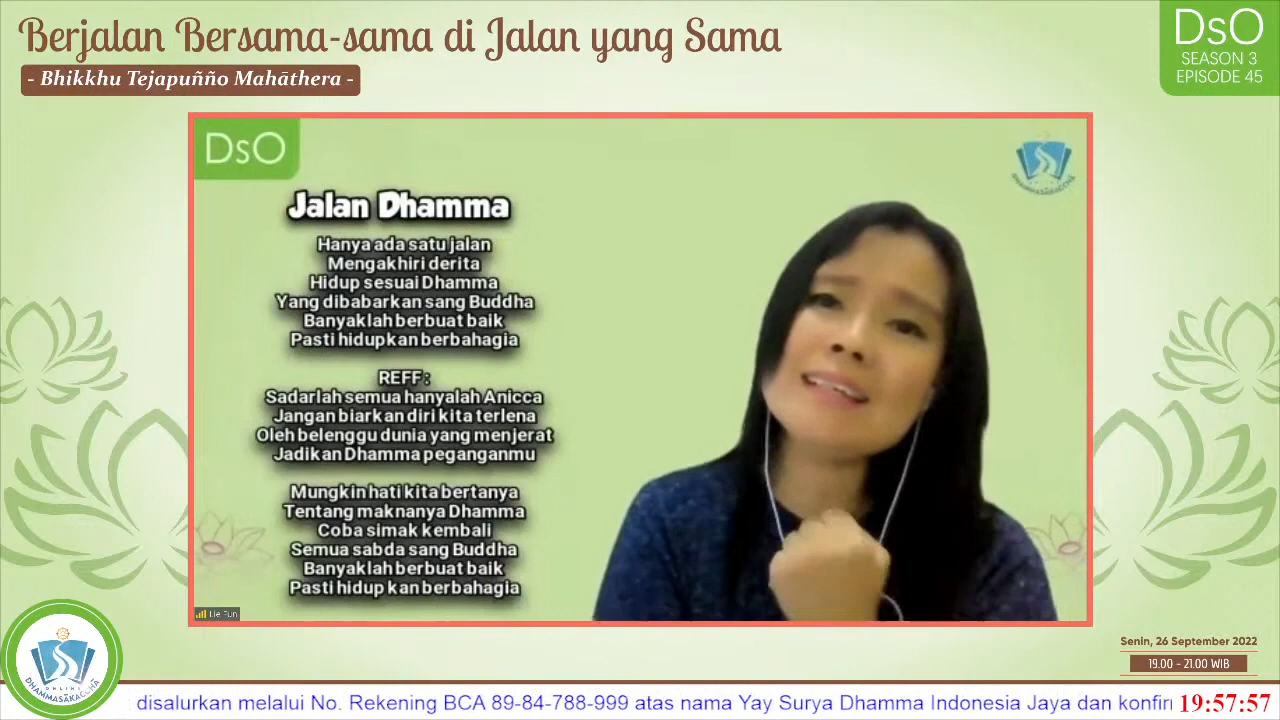 Berjalan Bersama-sama di Jalan yang Sama
- Bhikkhu Tejapuñño Mahāthera -
DsO
SEASON 3
EPISODE 45
DsO
Jalan Dhamma
Hanya ada satu jalan
Mengakhiri derita
Hidup sesuai Dhamma
Yang dibabarkan sang Buddha
Banyaklah berbuat baik
Pasti hidupkan berbahagia
REFF :
Sadarlah semua hanyalah Anicca
Jangan biarkan diri kita terlena
Oleh belenggu dunia yang menjerat
Jadikan Dhamma peganganmu
Mungkin hati kita bertanya
Tentang maknanya Dhamma
Coba simak kembali
Semua sabda sang Buddha
Banyaklah berbuat baik
Pasti hidup kan berbahagia
Lie Fun
Senin, 26 September 2022
19.00 - 21.00 WIB
ONLINE
DHAMMASĀKACCHĀ
disalurkan melalui No. Rekening BCA 89-84-788-999 atas nama Yay Surya Dhamma Indonesia Jaya dan konfir
19:57:57